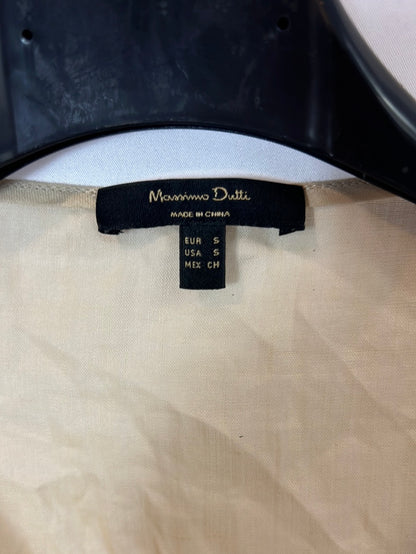 Massimo Dutti
MADE IN CHINA
EUR S
USA S
MEX CH